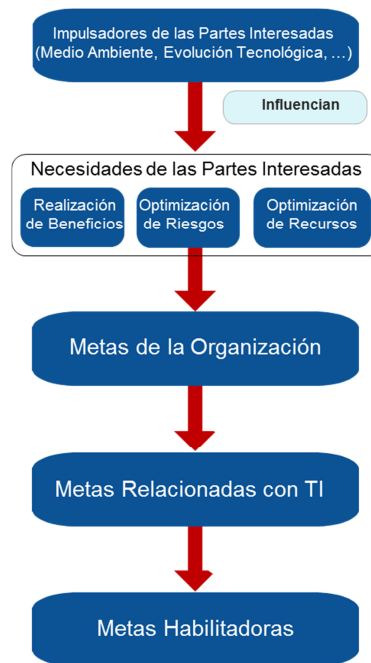 Impulsadores de las Partes Interesadas
(Medio Ambiente, Evolución Tecnológica, ...)
Influencian
Necesidades de las Partes Interesadas
Realización
de Beneficios
Optimización
de Riesgos
Optimización
de Recursos
Metas de la Organización
Metas Relacionadas con TI
Metas Habilitadoras